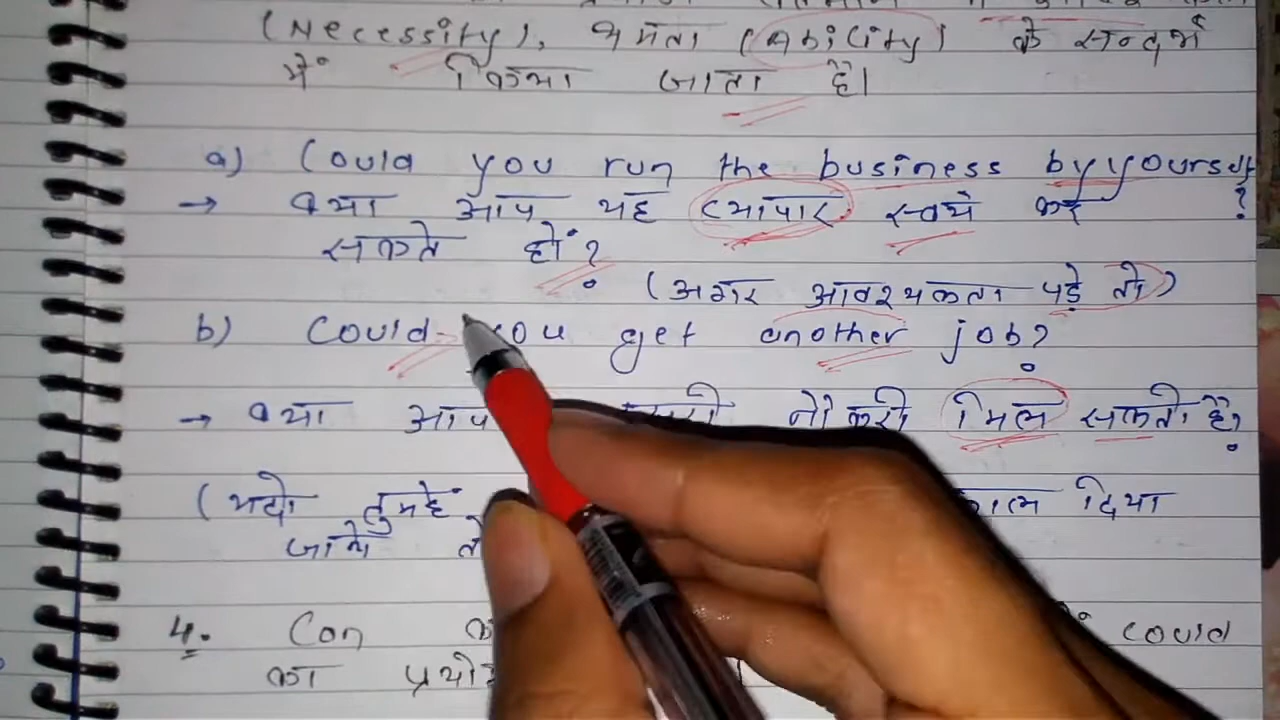 (Necessity), क्षमता (Ability) के सन्दर्भ
में किया जाता है।
a) Could you run the business by yourself
?
→ क्या आप यह व्यापार स्वयं कर
सकते हो?
(अगर आवश्यकता पड़े तो)
b) Could you get another job?
→ क्या आप नौकरी मिल सकती है?
(यदी तुम्हे दिया
जाये तो
4. Can could
का